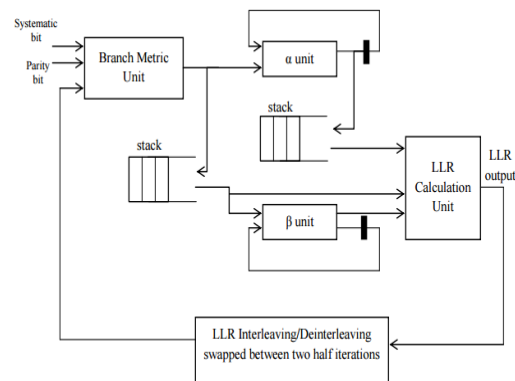 Systematic
bit
Parity
bit
Branch Metric
Unit
α unit
stack
stack
β unit
LLR
Calculation
Unit
LLR
output
LLR Interleaving/Deinterleaving
swapped between two half iterations